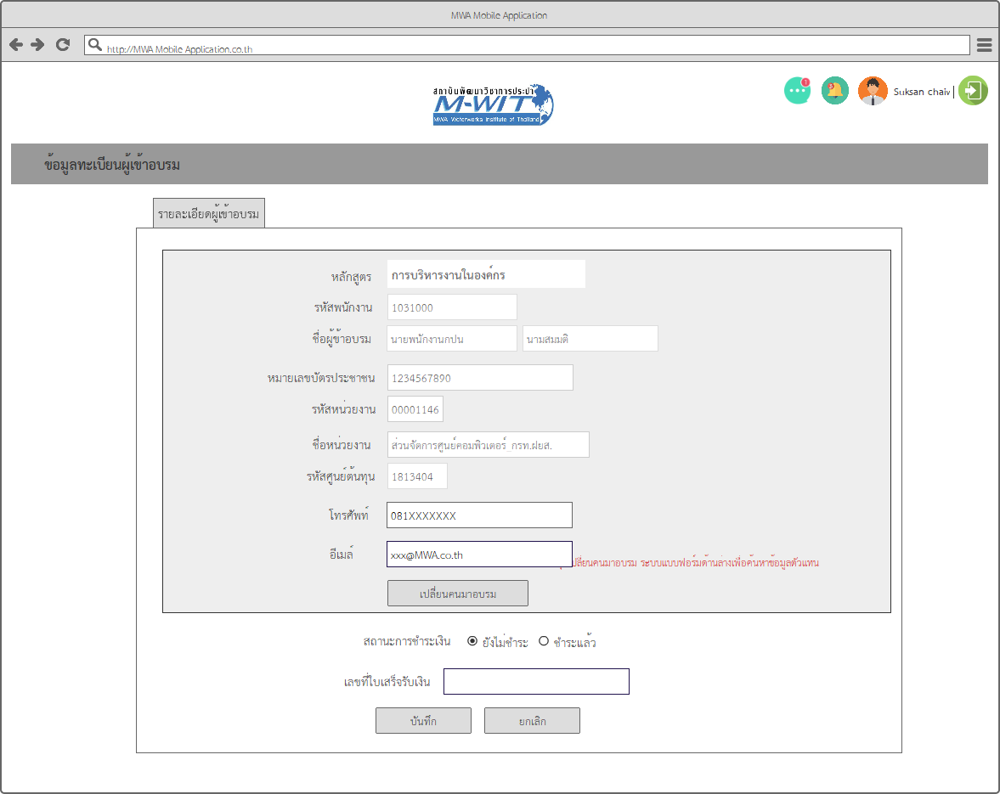 MWA Mobile Application
http://MWA Mobile Application.co.th
1
3
Suksan chaiv |
สถาบันพัฒนาวิชาการประปา
M-WIT
MWA Waterworks Institute of Thailand
ข้อมูลทะเบียนผู้เข้าอบรม
รายละเอียดผู้เข้าอบรม
หลักสูตร การบริหารงานในองค์กร
รหัสพนักงาน 1031000
ชื่อผู้ข้าอบรม นายพนักงานกปน นามสมมติ
หมายเลขบัตรประชาชน 1234567890
รหัสหน่วยงาน 00001146
ชื่อหน่วยงาน ส่วนจัดการศูนย์คอมพิวเตอร์_กรท.ฝยส.
รหัสศูนย์ต้นทุน 1813404
โทรศัพท์ 081XXXXXXX
อีเมล์ xxx@MWA.co.th
ปลี่ยนคนมาอบรม ระบบแบบฟอร์มด้านล่างเพื่อค้นหาข้อมูลตัวแทน
เปลี่ยนคนมาอบรม
สถานะการชำระเงิน ยังไม่ชำระ ชำระแล้ว
เลขที่ใบเสร็จรับเงิน
บันทึก ยกเลิก